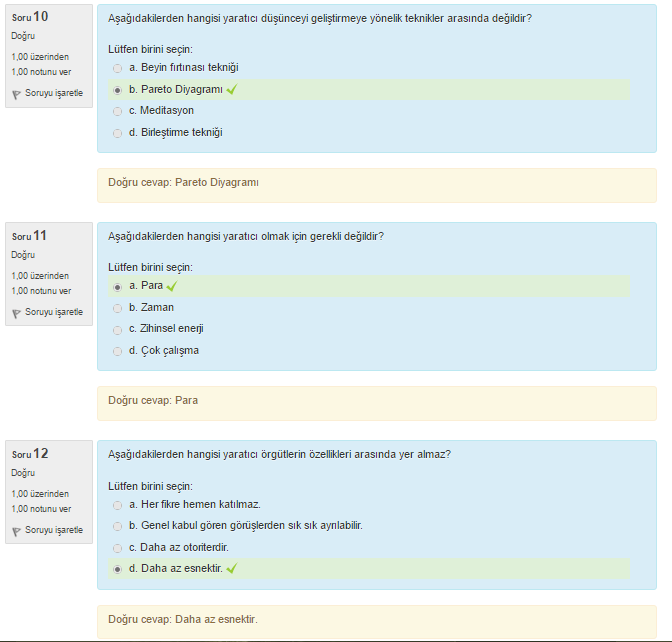 Soru 10
Doğru
1,00 üzerinden
1,00 notunu ver
Soruyu işaretle
Aşağıdakilerden hangisi yaratıcı düşünceyi geliştirmeye yönelik teknikler arasında değildir?
Lütfen birini seçin:
a. Beyin fırtınası tekniği
b. Pareto Diyagramı
c. Meditasyon
d. Birleştirme tekniği
Doğru cevap: Pareto Diyagramı
Soru 11
Doğru
1,00 üzerinden
1,00 notunu ver
Soruyu işaretle
Aşağıdakilerden hangisi yaratıcı olmak için gerekli değildir?
Lütfen birini seçin:
a. Para
b. Zaman
c. Zihinsel enerji
d. Çok çalışma
Doğru cevap: Para
Soru 12
Doğru
1,00 üzerinden
1,00 notunu ver
Soruyu işaretle
Aşağıdakilerden hangisi yaratıcı örgütlerin özellikleri arasında yer almaz?
Lütfen birini seçin:
a. Her fikre hemen katılmaz.
b. Genel kabul gören görüşlerden sık sık ayrılabilir.
c. Daha az otoriterdir.
d. Daha az esnektir.
Doğru cevap: Daha az esnektir.